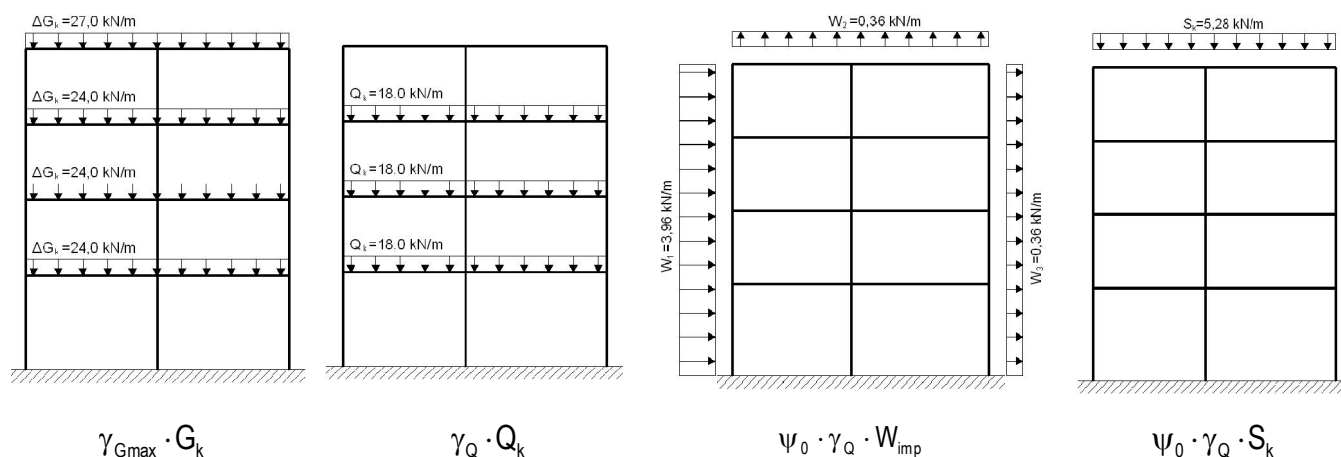 ΔGₖ=27,0 kN/m
ΔGₖ=24,0 kN/m
ΔGₖ=24,0 kN/m
ΔGₖ=24,0 kN/m
γGmax · Gₖ
Qₖ=18.0 kN/m
Qₖ=18.0 kN/m
Qₖ=18.0 kN/m
γQ · Qₖ
W₂=0,36 kN/m
W₁=3,96 kN/m
W₃=0,36 kN/m
ψ₀ · γQ · Wimp
Sₖ=5,28 kN/m
ψ₀ · γQ · Sₖ